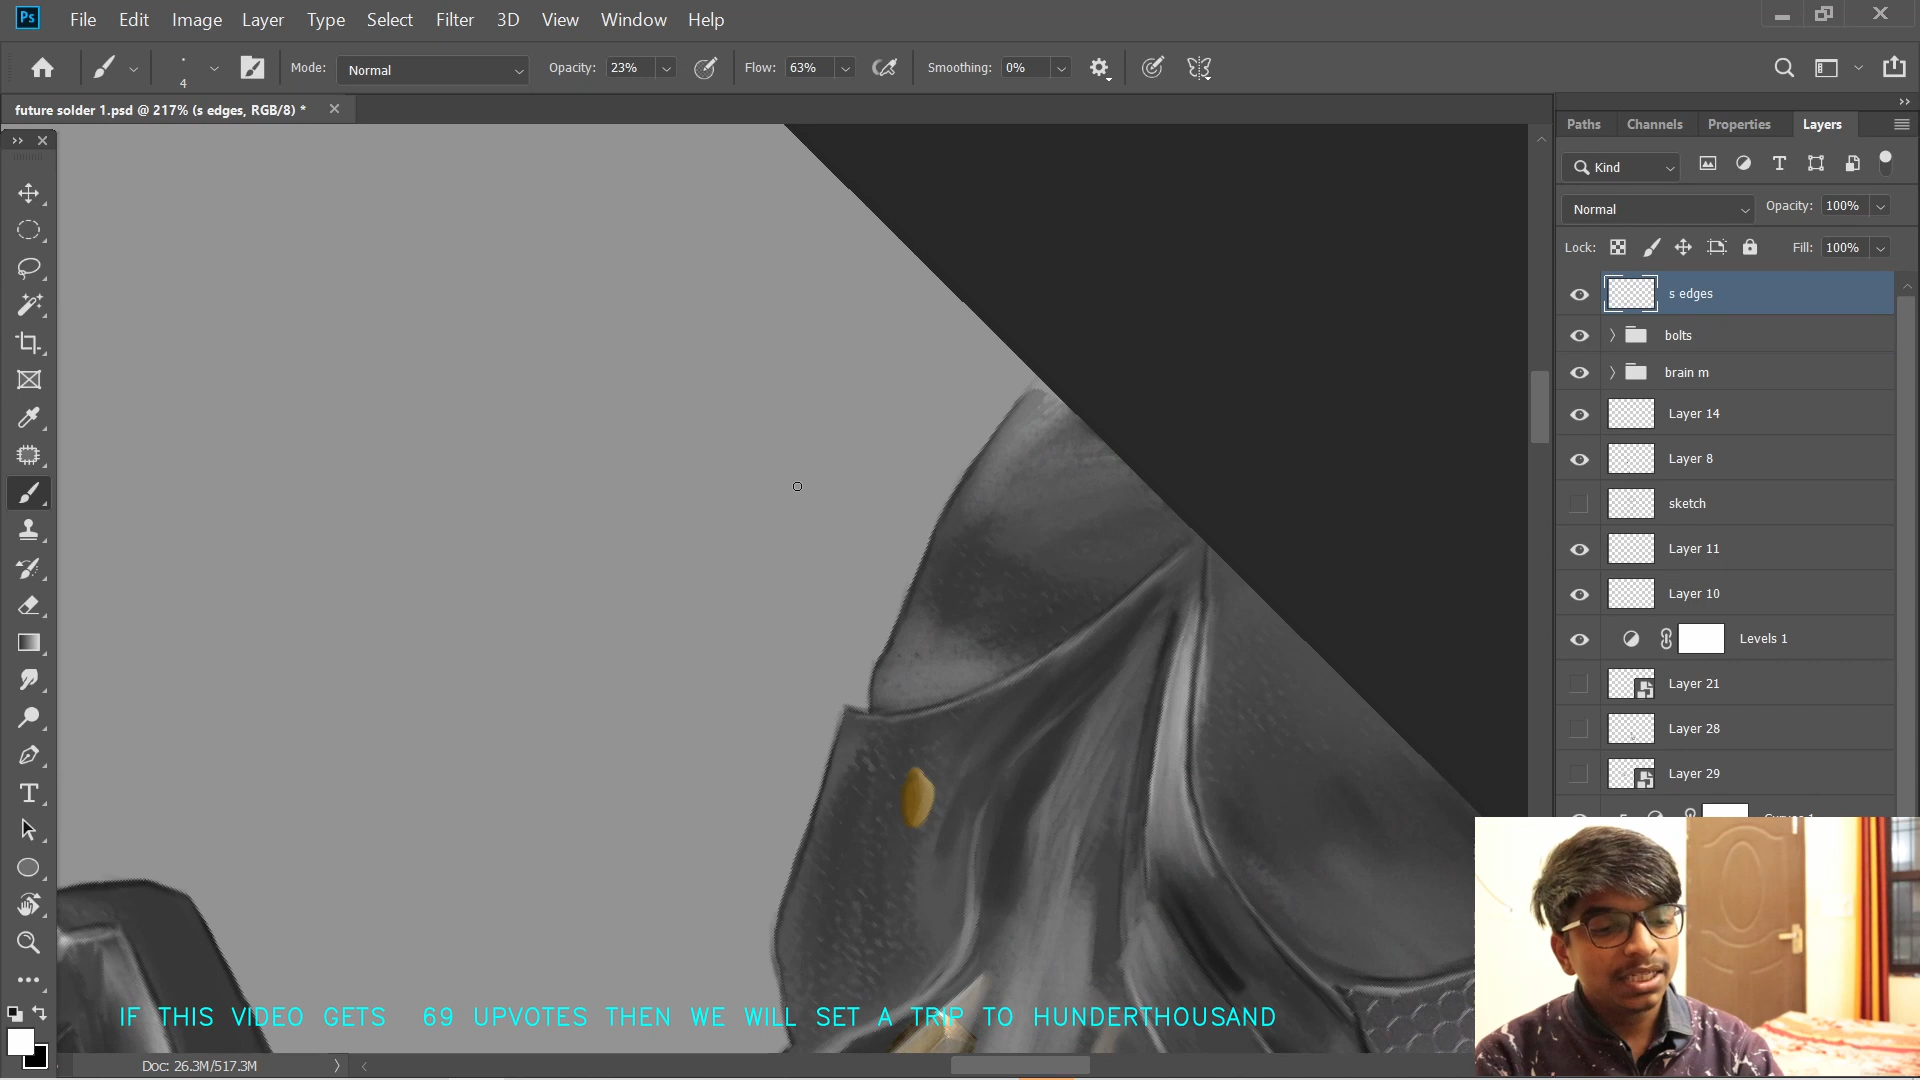 Ps File Edit Image Layer Type Select Filter 3D View Window Help
4 Mode: Normal Opacity: 23% Flow: 63% Smoothing: 0%
future solder 1.psd @ 217% (s edges, RGB/8) *
Paths Channels Properties Layers
Kind
Normal Opacity: 100%
Lock: Fill: 100%
s edges
bolts
brain m
Layer 14
Layer 8
sketch
Layer 11
Layer 10
Levels 1
Layer 21
Layer 28
Layer 29
IF THIS VIDEO GETS 69 UPVOTES THEN WE WILL SET A TRIP TO HUNDERTHOUSAND
Doc: 26.3M/517.3M